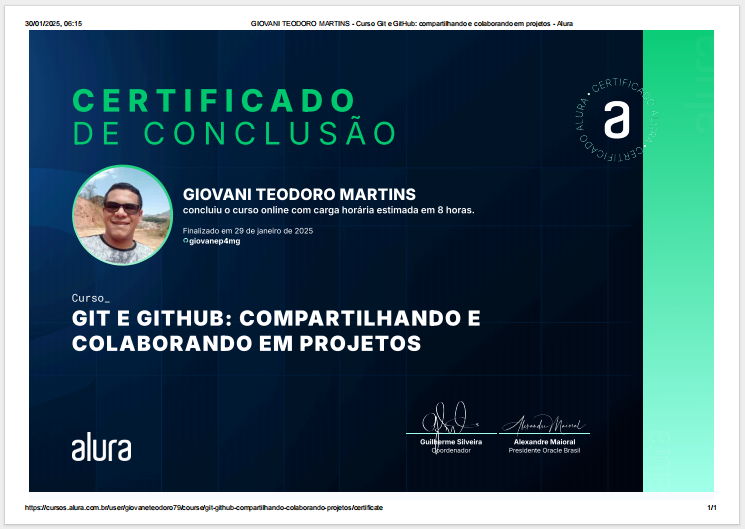 30/01/2025, 06:15
GIOVANI TEODORO MARTINS - Curso Git e GitHub: compartilhando e colaborando em projetos - Alura
CERTIFICADO
DE CONCLUSÃO
CERTIFICADO ALURA • CERTIFICADO ALURA •
a
alura
GIOVANI TEODORO MARTINS
concluiu o curso online com carga horária estimada em 8 horas.
Finalizado em 29 de janeiro de 2025
giovanep4mg
Curso_
GIT E GITHUB: COMPARTILHANDO E
COLABORANDO EM PROJETOS
alura
Alexandre Maioral
Guilherme Silveira
Alexandre Maioral
Coordenador
Presidente Oracle Brasil
https://cursos.alura.com.br/user/giovaneteodoro79/course/git-github-compartilhando-colaborando-projetos/certificate
1/1